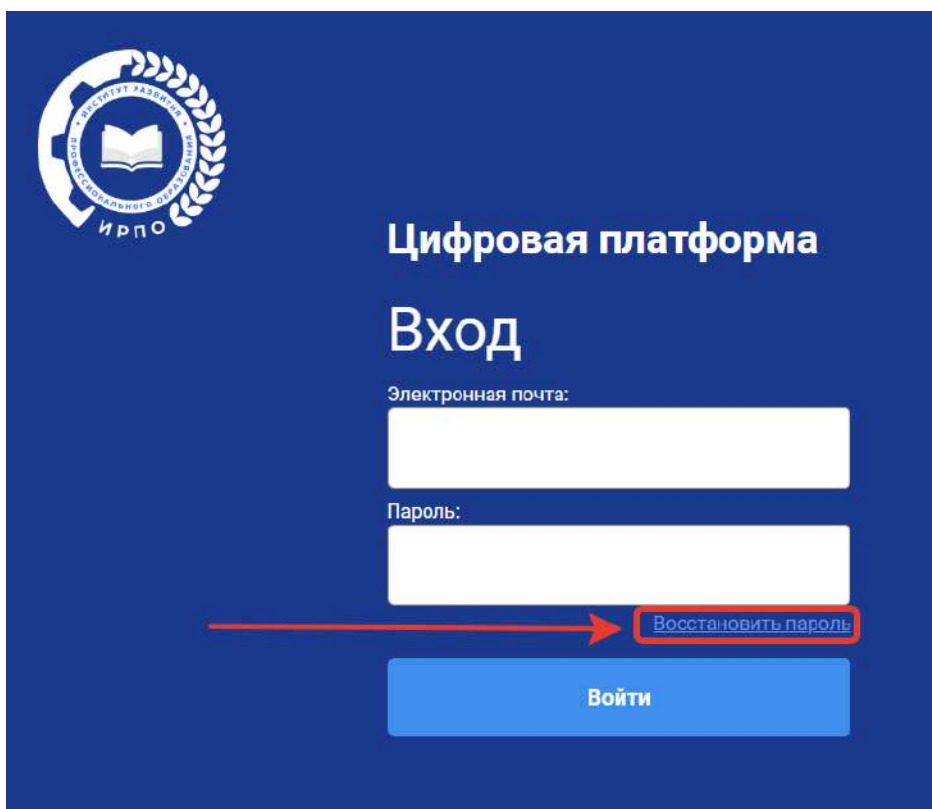 • ИНСТИТУТ РАЗВИТИЯ •
ПРОФЕССИОНАЛЬНОГО ОБРАЗОВАНИЯ
ИРПО
Цифровая платформа
Вход
Электронная почта:
Пароль:
Восстановить пароль
Войти